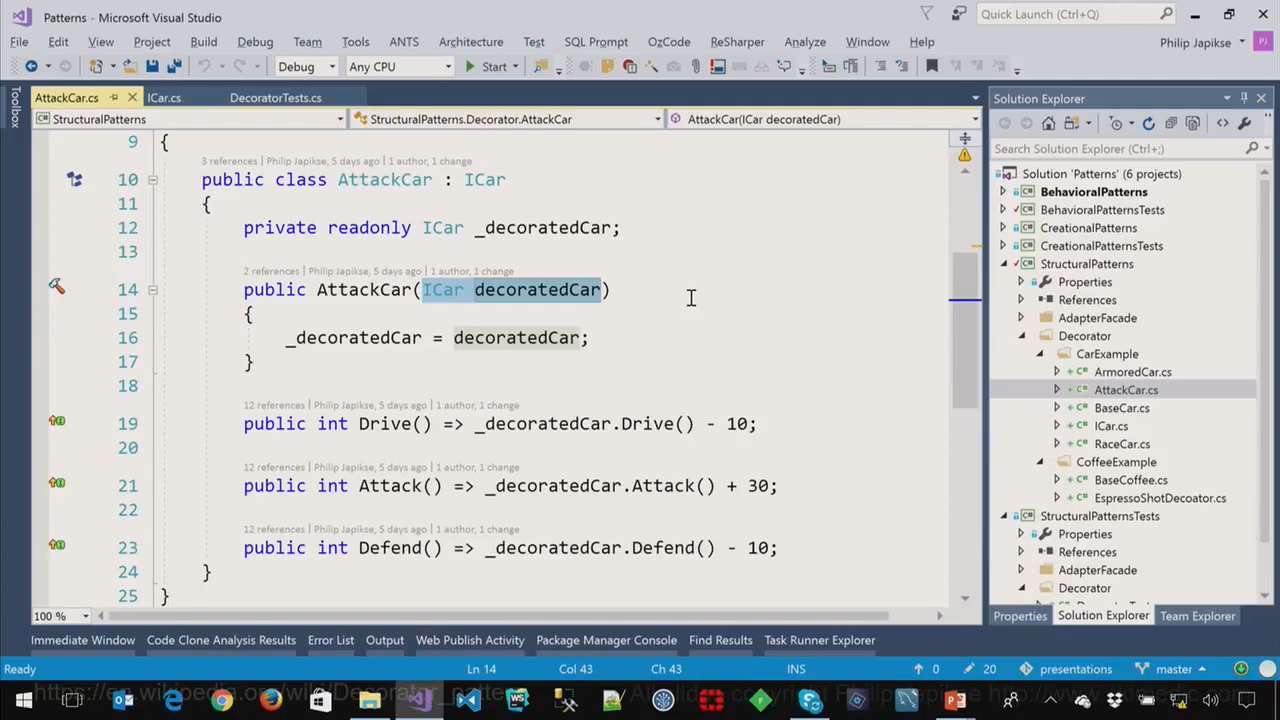 Patterns - Microsoft Visual Studio
Quick Launch (Ctrl+Q)
File Edit View Project Build Debug Team Tools ANTS Architecture Test SQL Prompt OzCode ReSharper Analyze Window Help
Philip Japikse PJ
Debug Any CPU Start
Toolbox
AttackCar.cs ICar.cs DecoratorTests.cs
StructuralPatterns StructuralPatterns.Decorator.AttackCar AttackCar(ICar decoratedCar)
9 {
3 references | Philip Japikse, 5 days ago | 1 author, 1 change
10 public class AttackCar : ICar
11 {
12 private readonly ICar _decoratedCar;
13
2 references | Philip Japikse, 5 days ago | 1 author, 1 change
14 public AttackCar(ICar decoratedCar)
15 {
16 _decoratedCar = decoratedCar;
17 }
18
12 references | Philip Japikse, 5 days ago | 1 author, 1 change
19 public int Drive() => _decoratedCar.Drive() - 10;
20
12 references | Philip Japikse, 5 days ago | 1 author, 1 change
21 public int Attack() => _decoratedCar.Attack() + 30;
22
12 references | Philip Japikse, 5 days ago | 1 author, 1 change
23 public int Defend() => _decoratedCar.Defend() - 10;
24 }
25 }
100 %
Solution Explorer
Search Solution Explorer (Ctrl+;)
Solution 'Patterns' (6 projects)
BehavioralPatterns
BehavioralPatternsTests
CreationalPatterns
CreationalPatternsTests
StructuralPatterns
Properties
References
AdapterFacade
Decorator
CarExample
ArmoredCar.cs
AttackCar.cs
BaseCar.cs
ICar.cs
RaceCar.cs
CoffeeExample
BaseCoffee.cs
EspressoShotDecoator.cs
StructuralPatternsTests
Properties
References
AdapterFacade
Decorator
Properties Solution Explorer Team Explorer
Immediate Window Code Clone Analysis Results Error List Output Web Publish Activity Package Manager Console Find Results Task Runner Explorer
Ready Ln 14 Col 43 Ch 43 INS 0 20 presentations master
https://en.wikipedia.org/wiki/Decorator_patte